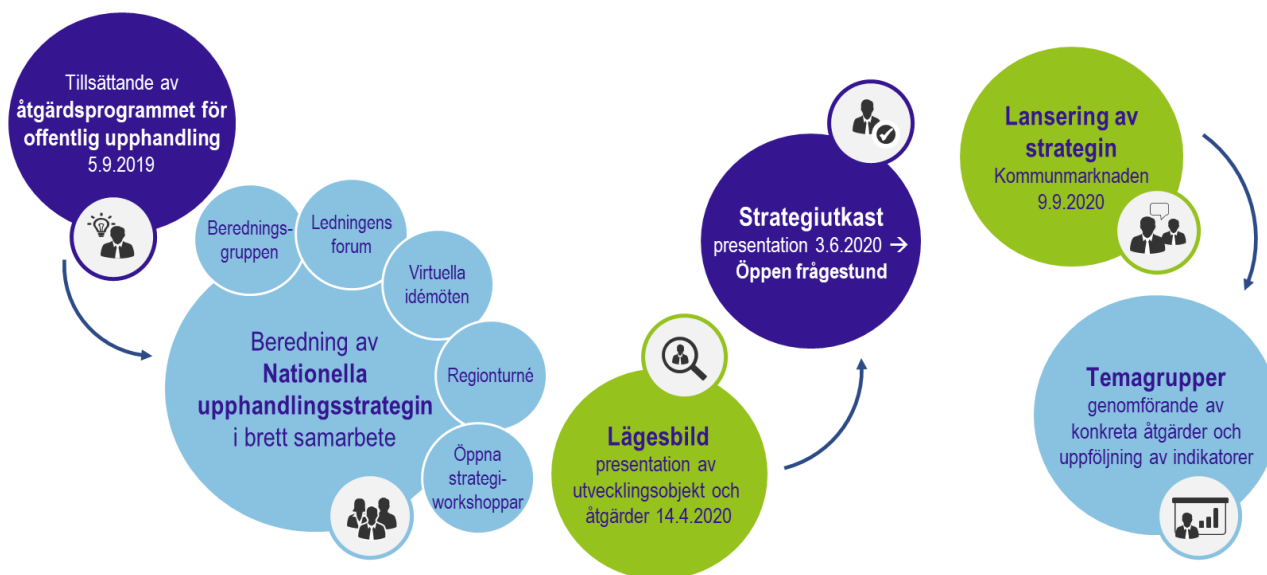 Tillsättande av
åtgärdsprogrammet för
offentlig upphandling
5.9.2019
Berednings-
gruppen
Ledningens
forum
Virtuella
idémöten
Regionturné
Öppna
strategi-
workshoppar
Beredning av
Nationella
upphandlingsstrategin
i brett samarbete
Lägesbild
presentation av
utvecklingsobjekt och
åtgärder 14.4.2020
Strategiutkast
presentation 3.6.2020 →
Öppen frågestund
Lansering av
strategin
Kommunmarknaden
9.9.2020
Temagrupper
genomförande av
konkreta åtgärder och
uppföljning av indikatorer